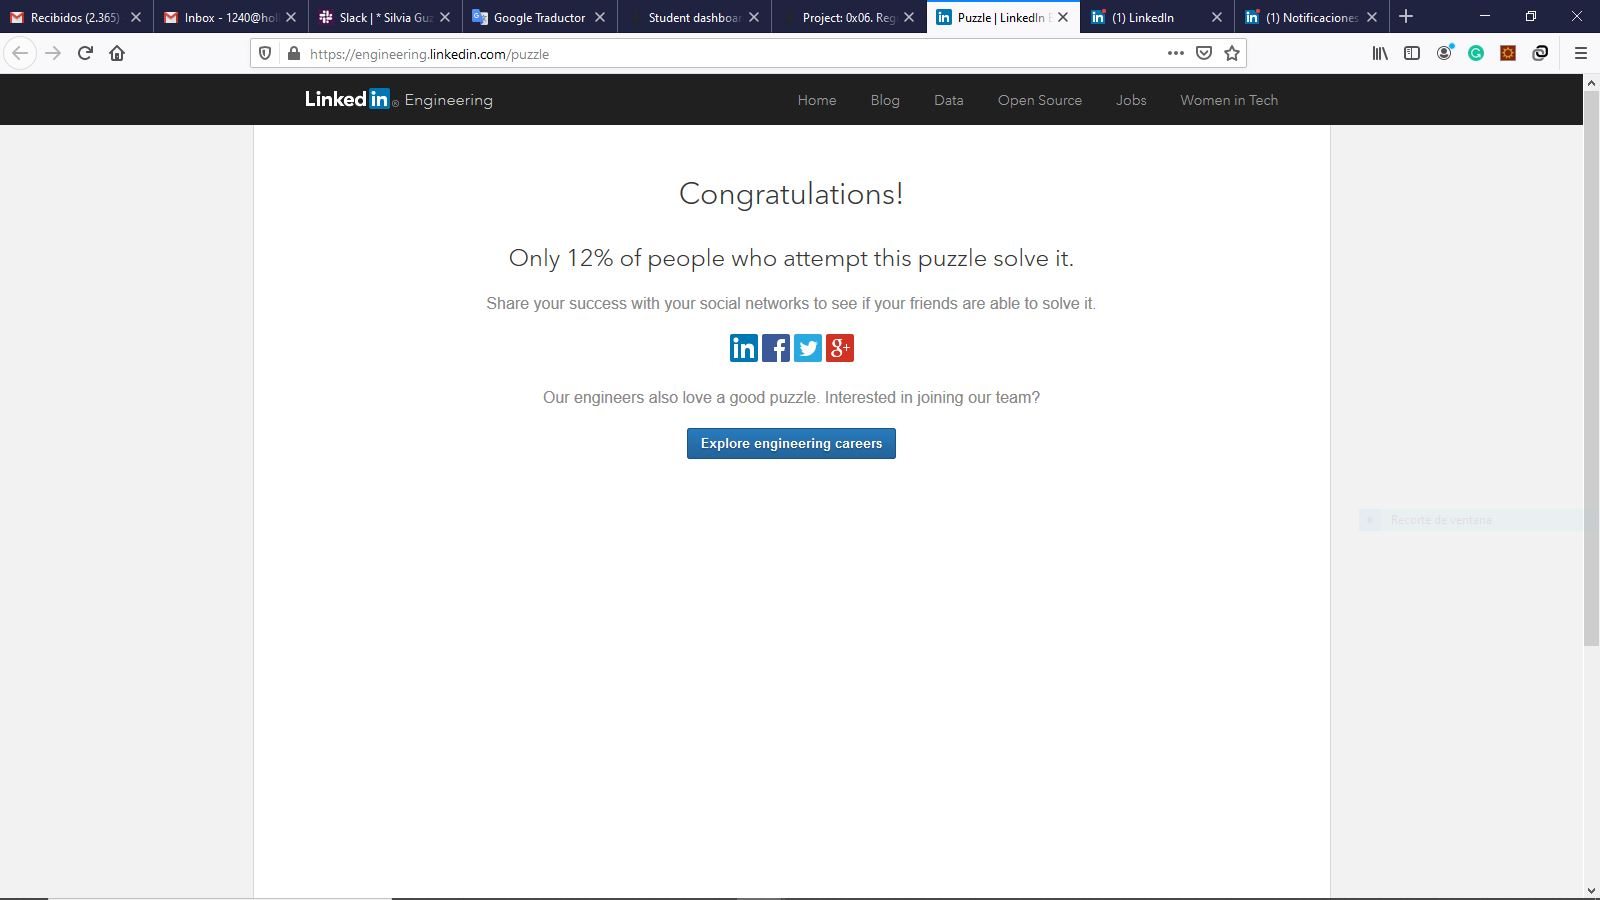 Recibidos (2.365)
Inbox - 1240@hol
Slack | * Silvia Guz
Google Traductor
Student dashboar
Project: 0x06. Reg
Puzzle | LinkedIn E
(1) LinkedIn
(1) Notificaciones
https://engineering.linkedin.com/puzzle
Linked in ® Engineering
Home
Blog
Data
Open Source
Jobs
Women in Tech
Congratulations!
Only 12% of people who attempt this puzzle solve it.
Share your success with your social networks to see if your friends are able to solve it.
in f g+
Our engineers also love a good puzzle. Interested in joining our team?
Explore engineering careers
Recorte de ventana